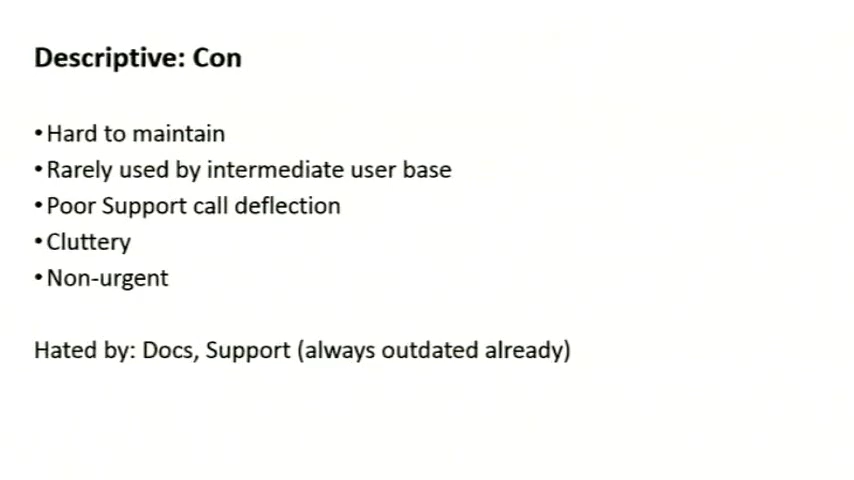 Descriptive: Con
• Hard to maintain
• Rarely used by intermediate user base
• Poor Support call deflection
• Cluttery
• Non-urgent
Hated by: Docs, Support (always outdated already)